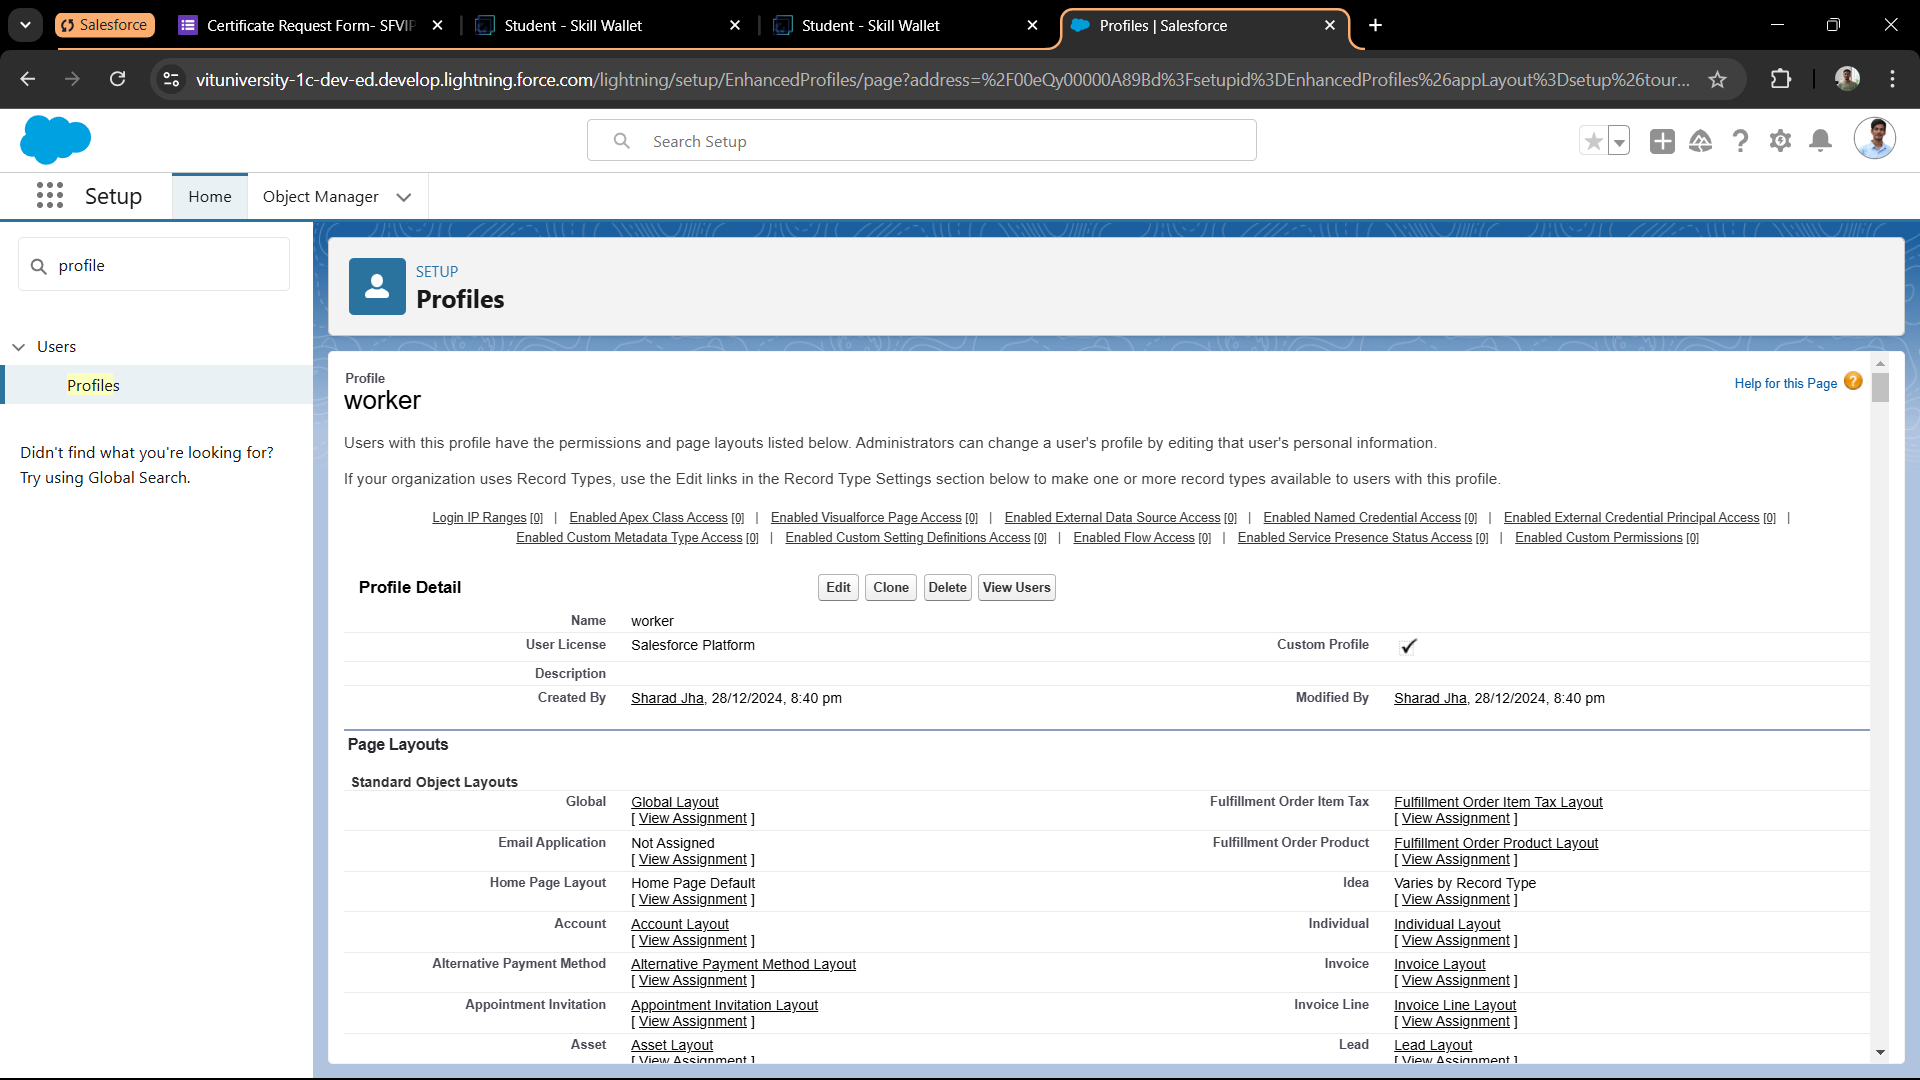 Salesforce
Certificate Request Form- SFVIP
Student - Skill Wallet
Student - Skill Wallet
Profiles | Salesforce
vituniversity-1c-dev-ed.develop.lightning.force.com/lightning/setup/EnhancedProfiles/page?address=%2F00eQy00000A89Bd%3Fsetupid%3DEnhancedProfiles%26appLayout%3Dsetup%26tour...
Search Setup
Setup
Home
Object Manager
profile
Users
Profiles
Didn't find what you're looking for?
Try using Global Search.
SETUP
Profiles
Profile
worker
Help for this Page
Users with this profile have the permissions and page layouts listed below. Administrators can change a user's profile by editing that user's personal information.
If your organization uses Record Types, use the Edit links in the Record Type Settings section below to make one or more record types available to users with this profile.
Login IP Ranges [0] | Enabled Apex Class Access [0] | Enabled Visualforce Page Access [0] | Enabled External Data Source Access [0] | Enabled Named Credential Access [0] | Enabled External Credential Principal Access [0] |
Enabled Custom Metadata Type Access [0] | Enabled Custom Setting Definitions Access [0] | Enabled Flow Access [0] | Enabled Service Presence Status Access [0] | Enabled Custom Permissions [0]
Profile Detail Edit Clone Delete View Users
Name worker
User License Salesforce Platform Custom Profile
Description
Created By Sharad Jha, 28/12/2024, 8:40 pm Modified By Sharad Jha, 28/12/2024, 8:40 pm
Page Layouts
Standard Object Layouts
Global Global Layout Fulfillment Order Item Tax Fulfillment Order Item Tax Layout
[ View Assignment ] [ View Assignment ]
Email Application Not Assigned Fulfillment Order Product Fulfillment Order Product Layout
[ View Assignment ] [ View Assignment ]
Home Page Layout Home Page Default Idea Varies by Record Type
[ View Assignment ] [ View Assignment ]
Account Account Layout Individual Individual Layout
[ View Assignment ] [ View Assignment ]
Alternative Payment Method Alternative Payment Method Layout Invoice Invoice Layout
[ View Assignment ] [ View Assignment ]
Appointment Invitation Appointment Invitation Layout Invoice Line Invoice Line Layout
[ View Assignment ] [ View Assignment ]
Asset Asset Layout Lead Lead Layout
[ View Assignment ] [ View Assignment ]